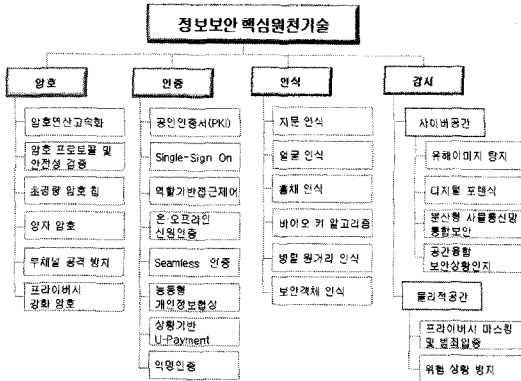 정보보안 핵심원천기술
암호
인증
인식
감시
암호연산고속화
암호 프로토콜 및
안전성 검증
초경량 암호 칩
양자 암호
부채널 공격 방지
프라이버시
강화 암호
공인인증서(PKI)
Single-Sign On
역할기반접근제어
온·오프라인
신원인증
Seamless 인증
능동형
개인정보협상
상황기반
U-Payment
익명인증
지문 인식
얼굴 인식
홍채 인식
바이오 키 알고리즘
병렬 원거리 인식
보안객체 인식
사이버공간
유해이미지 탐지
디지털 포렌식
분산형 사물통신망
통합보안
공간융합
보안상황인지
물리적공간
프라이버시 마스킹
및 범죄입증
위험 상황 방지